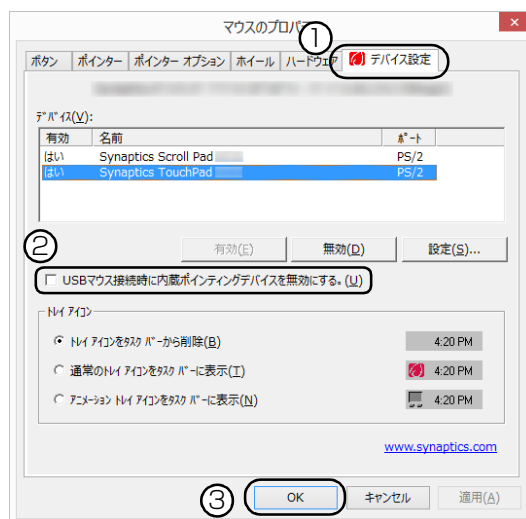 マウスのプロパティ
①
ボタン ポインター ポインター オプション ホイール ハードウェア デバイス設定
デバイス(V):
有効 名前 ポート
はい Synaptics Scroll Pad PS/2
はい Synaptics TouchPad PS/2
②
有効(E) 無効(D) 設定(S)...
USBマウス接続時に内蔵ポインティングデバイスを無効にする。(U)
トレイ アイコン
トレイ アイコンをタスク バーから削除(B) 4:20 PM
通常のトレイ アイコンをタスク バーに表示(T) 4:20 PM
アニメーション トレイ アイコンをタスク バーに表示(N) 4:20 PM
www.synaptics.com
③ OK キャンセル 適用(A)